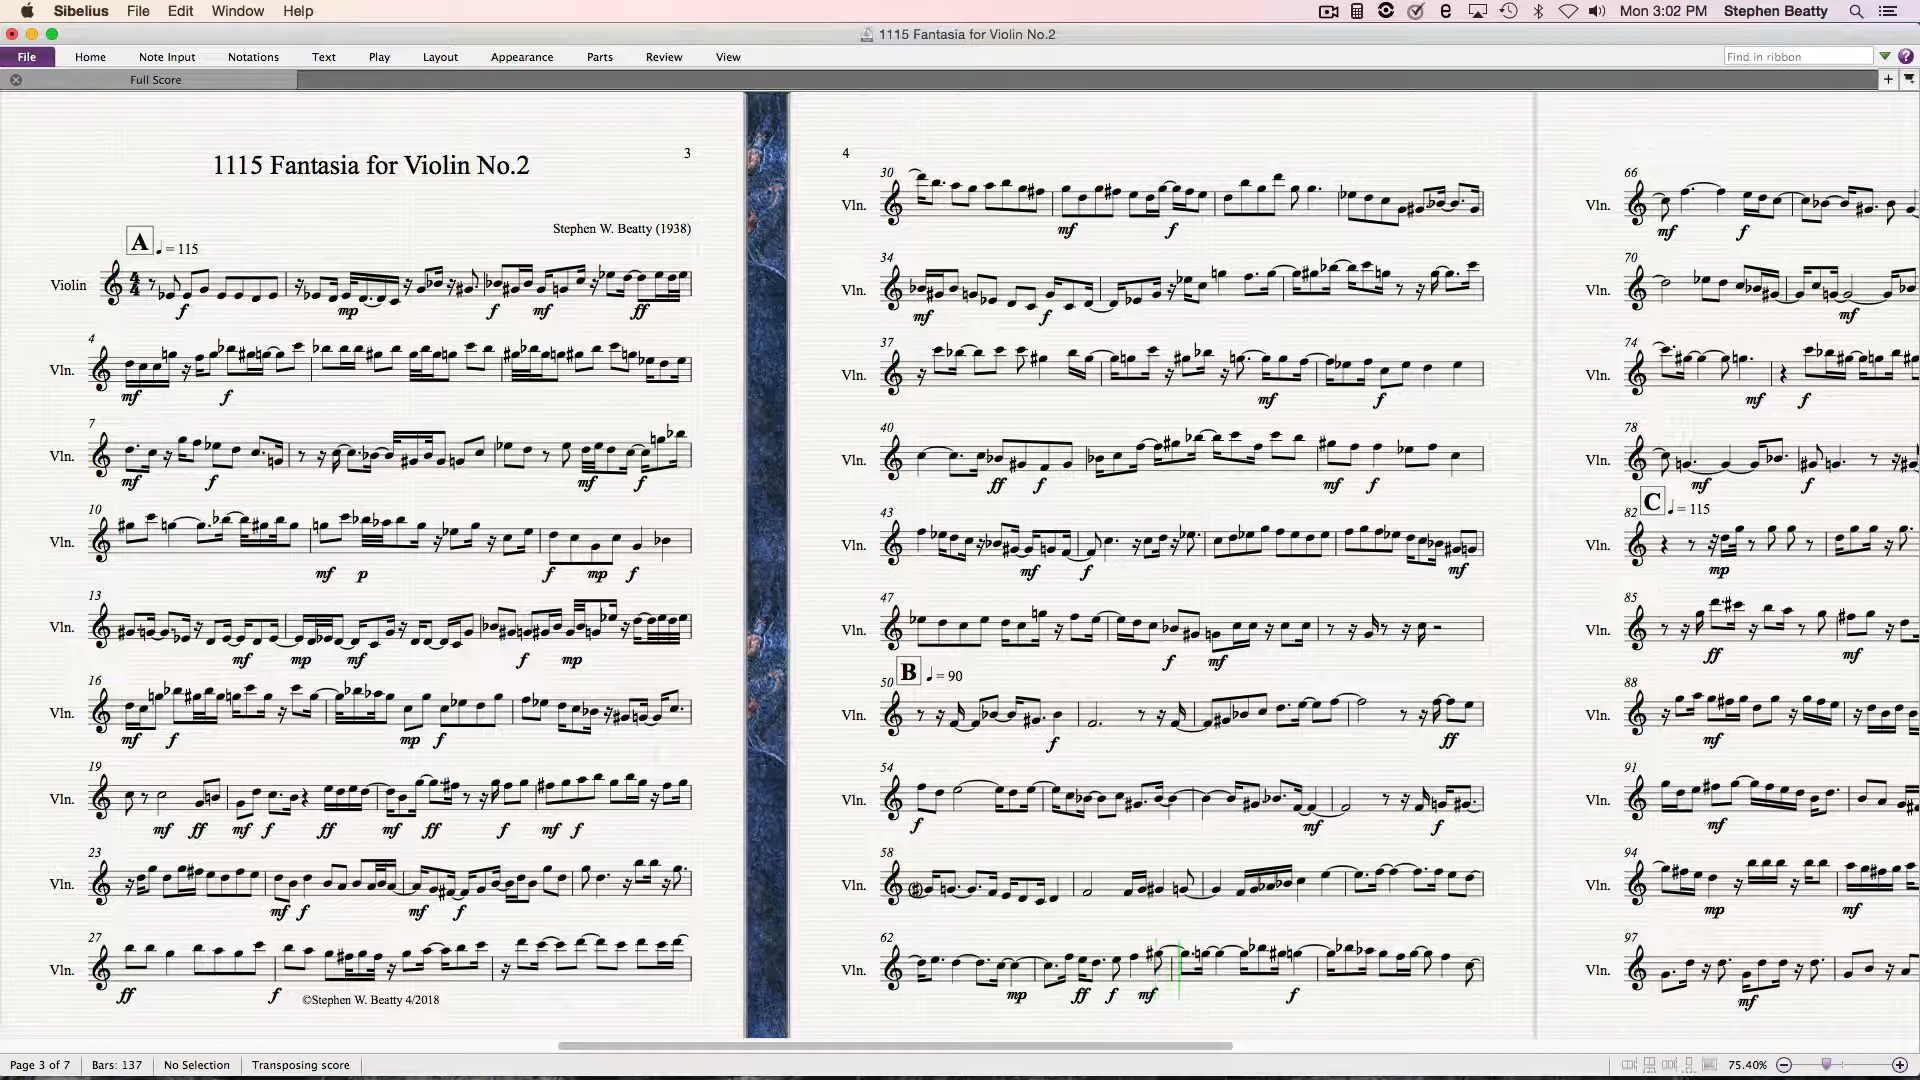 Sibelius File Edit Window Help Mon 3:02 PM Stephen Beatty
1115 Fantasia for Violin No.2
File Home Note Input Notations Text Play Layout Appearance Parts Review View Find in ribbon
Full Score
1115 Fantasia for Violin No.2
3
Stephen W. Beatty (1938)
A = 115
Violin
f mp f mf ff
4
Vln.
mf f
7
Vln.
mf f mf f
10
Vln.
mf p f mp f
13
Vln.
mf mp mf f mp
16
Vln.
mf f mp f
19
Vln.
mf ff mf f ff mf ff f mf f
23
Vln.
mf f mf f
27
Vln.
ff f
©Stephen W. Beatty 4/2018
4
30
Vln.
mf f
34
Vln.
mf f
37
Vln.
mf f
40
Vln.
ff f mf f
43
Vln.
mf f mf
47
Vln.
f mf
B = 90
50
Vln.
f ff
54
Vln.
f mf f
58
Vln.
62
Vln.
mp ff f mf f
66
Vln.
mf f
70
Vln.
mf
74
Vln.
mf f
78
Vln.
mf f
C = 115
82
Vln.
mp
85
Vln.
ff mf
88
Vln.
mf
91
Vln.
mf
94
Vln.
mp mf
97
Vln.
mf
Page 3 of 7 Bars: 137 No Selection Transposing score 75.40%